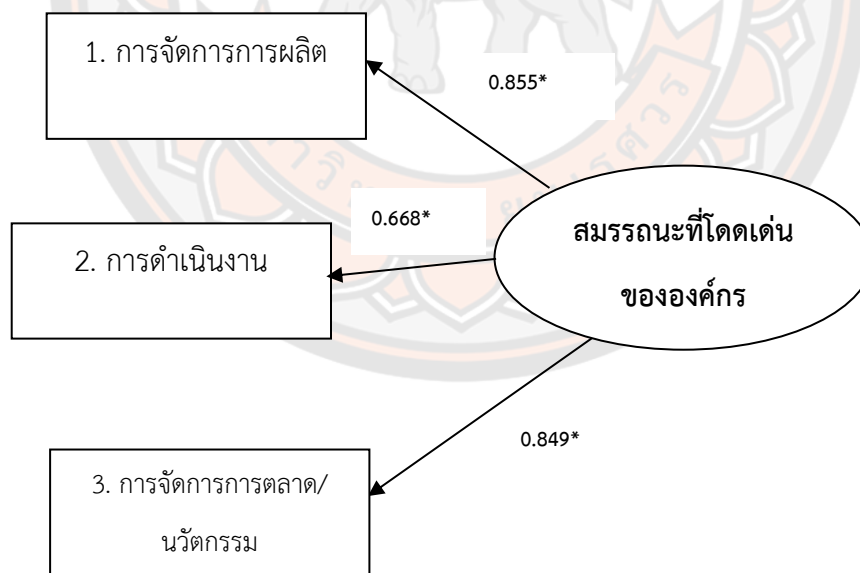 1. การจัดการการผลิต
0.855*
0.668*
2. การดำเนินงาน
สมรรถนะที่โดดเด่น
ขององค์กร
0.849*
3. การจัดการการตลาด/
นวัตกรรม